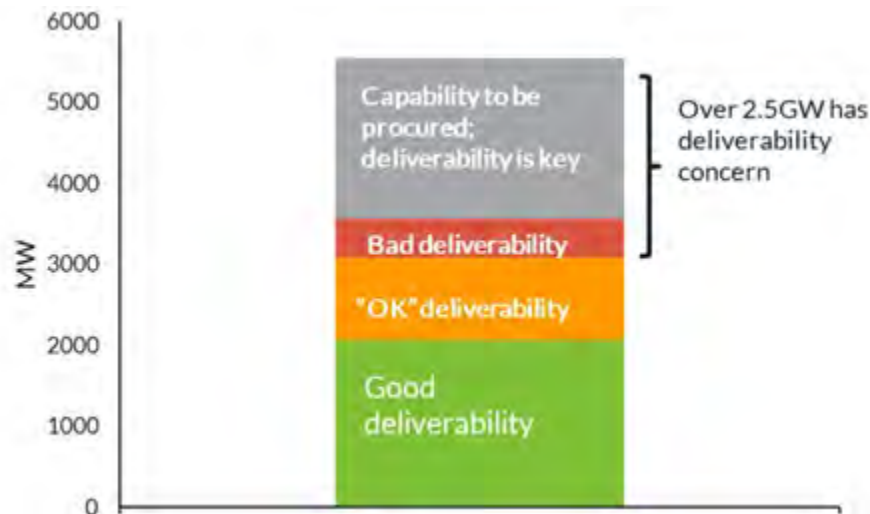 6000
5000
4000
3000
2000
1000
0
MW
Capability to be
procured;
deliverability is key
Bad deliverability
"OK" deliverability
Good
deliverability
Over 2.5GW has
deliverability
concern